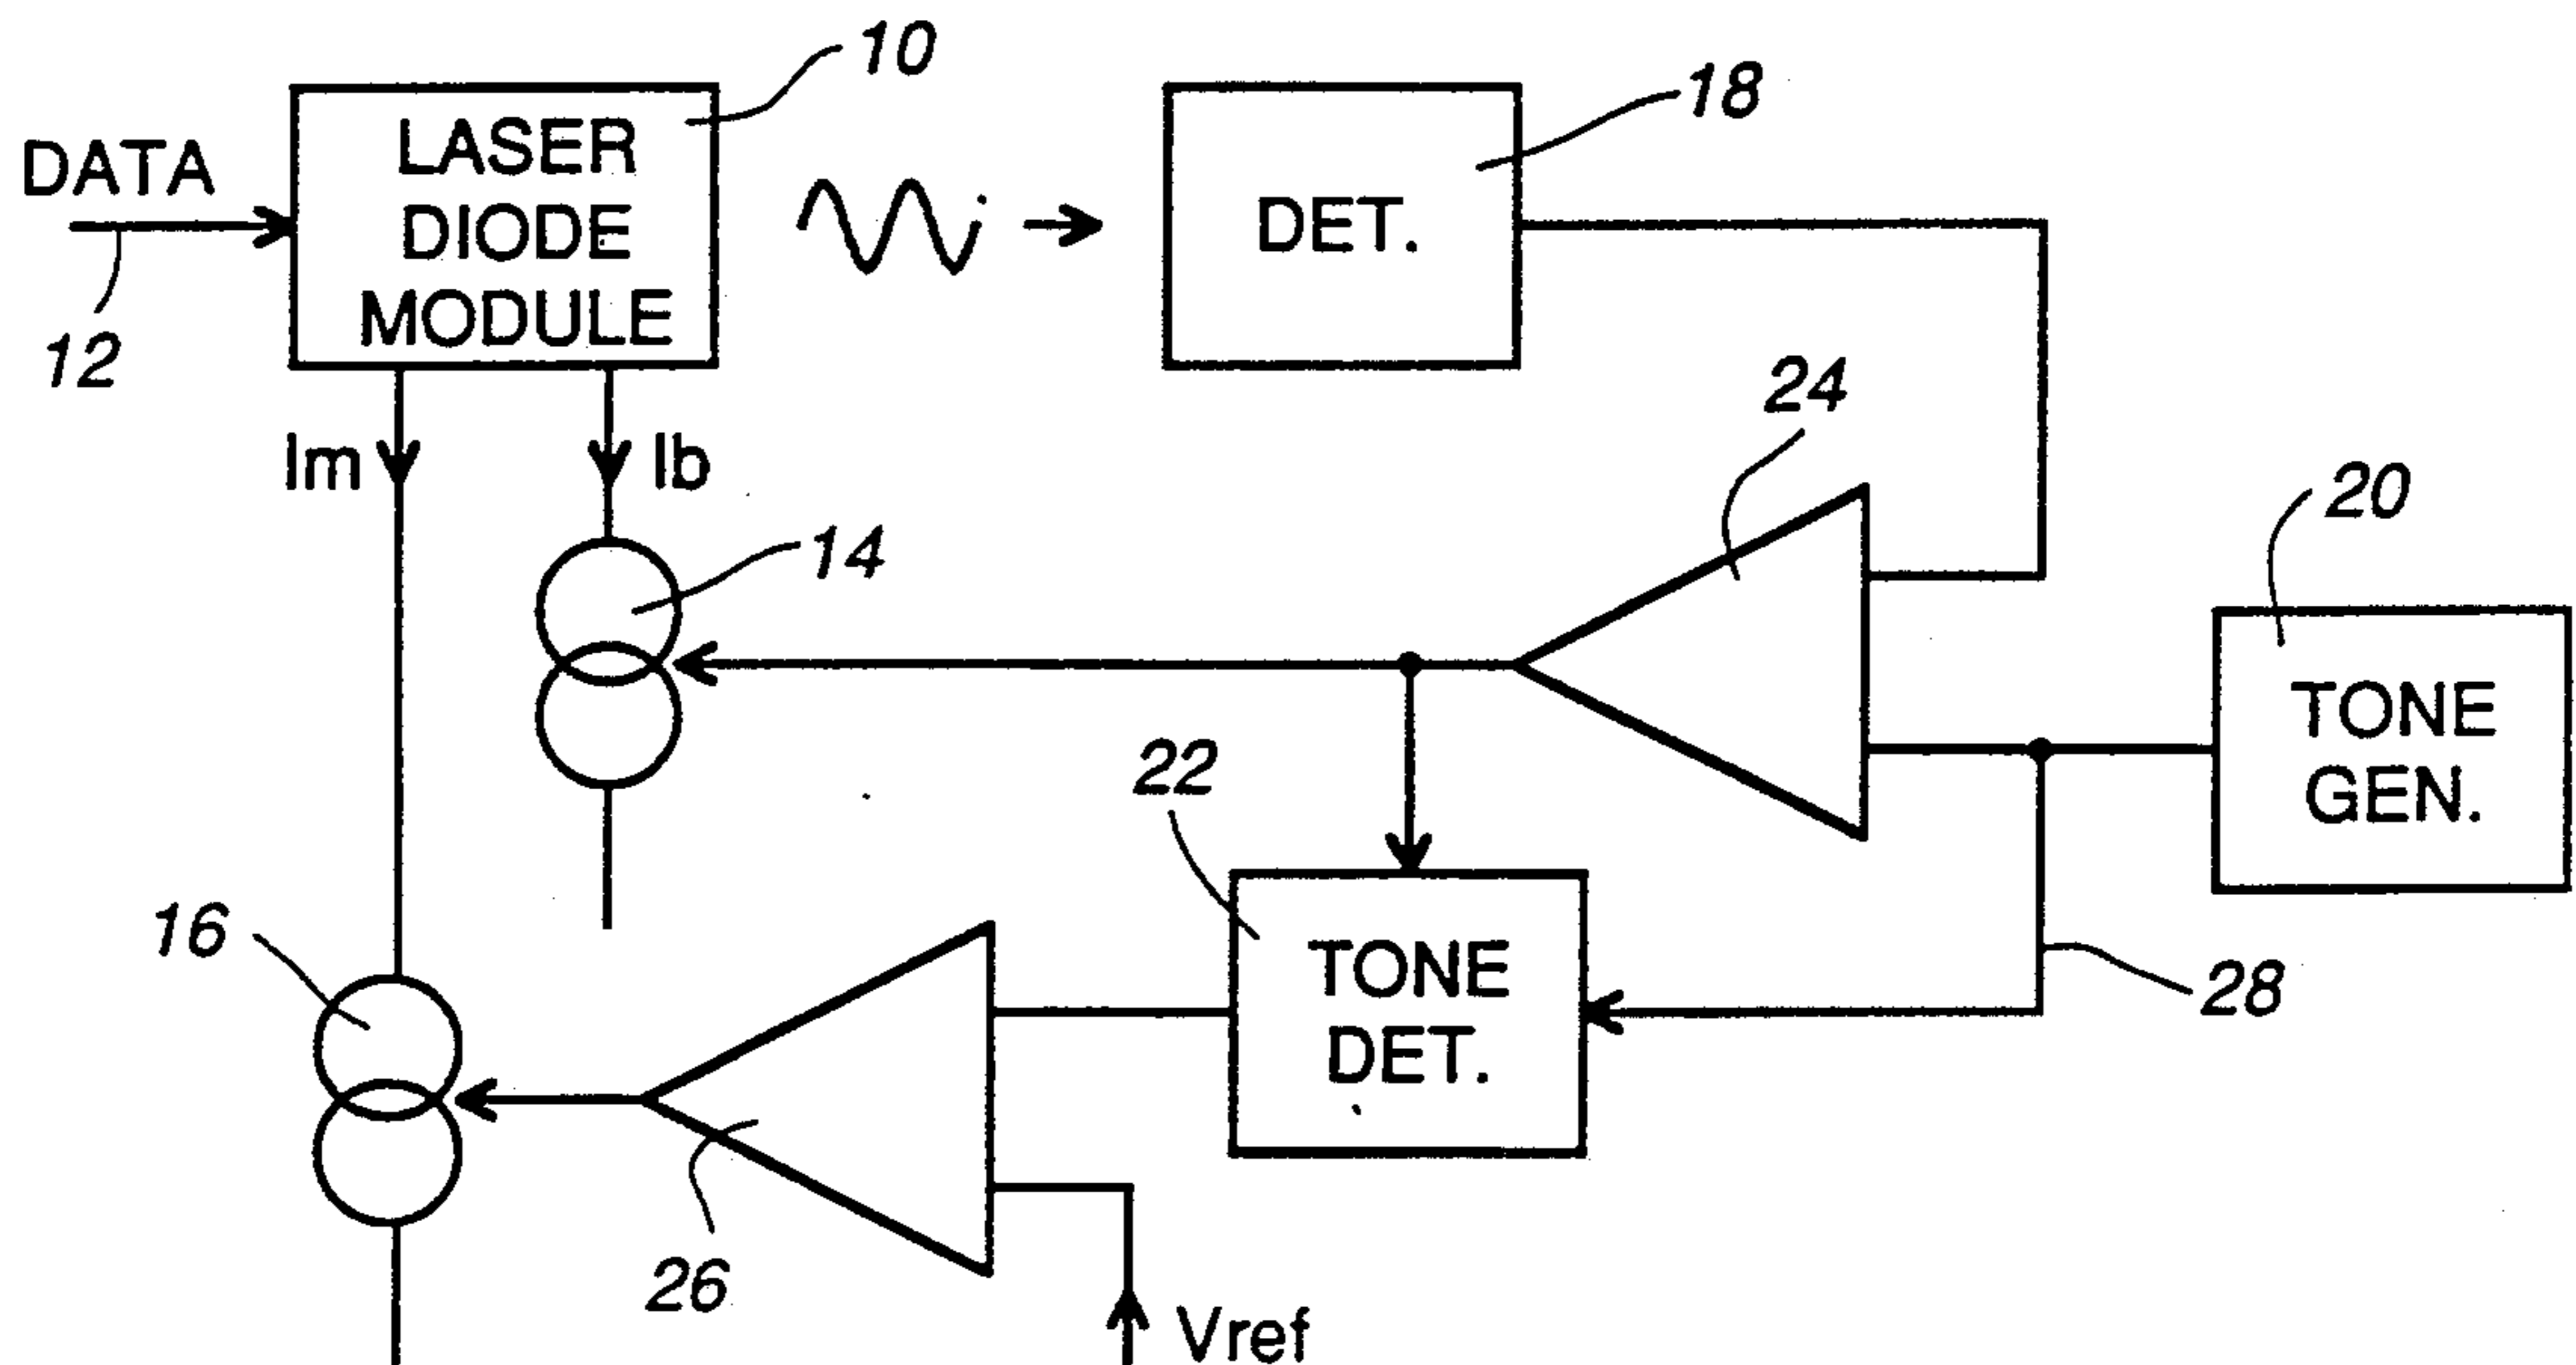 10
18
DATA
LASER
DIODE
MODULE
DET.
12
24
Im
Ib
20
14
TONE
GEN.
22
16
TONE
DET.
28
26
Vref